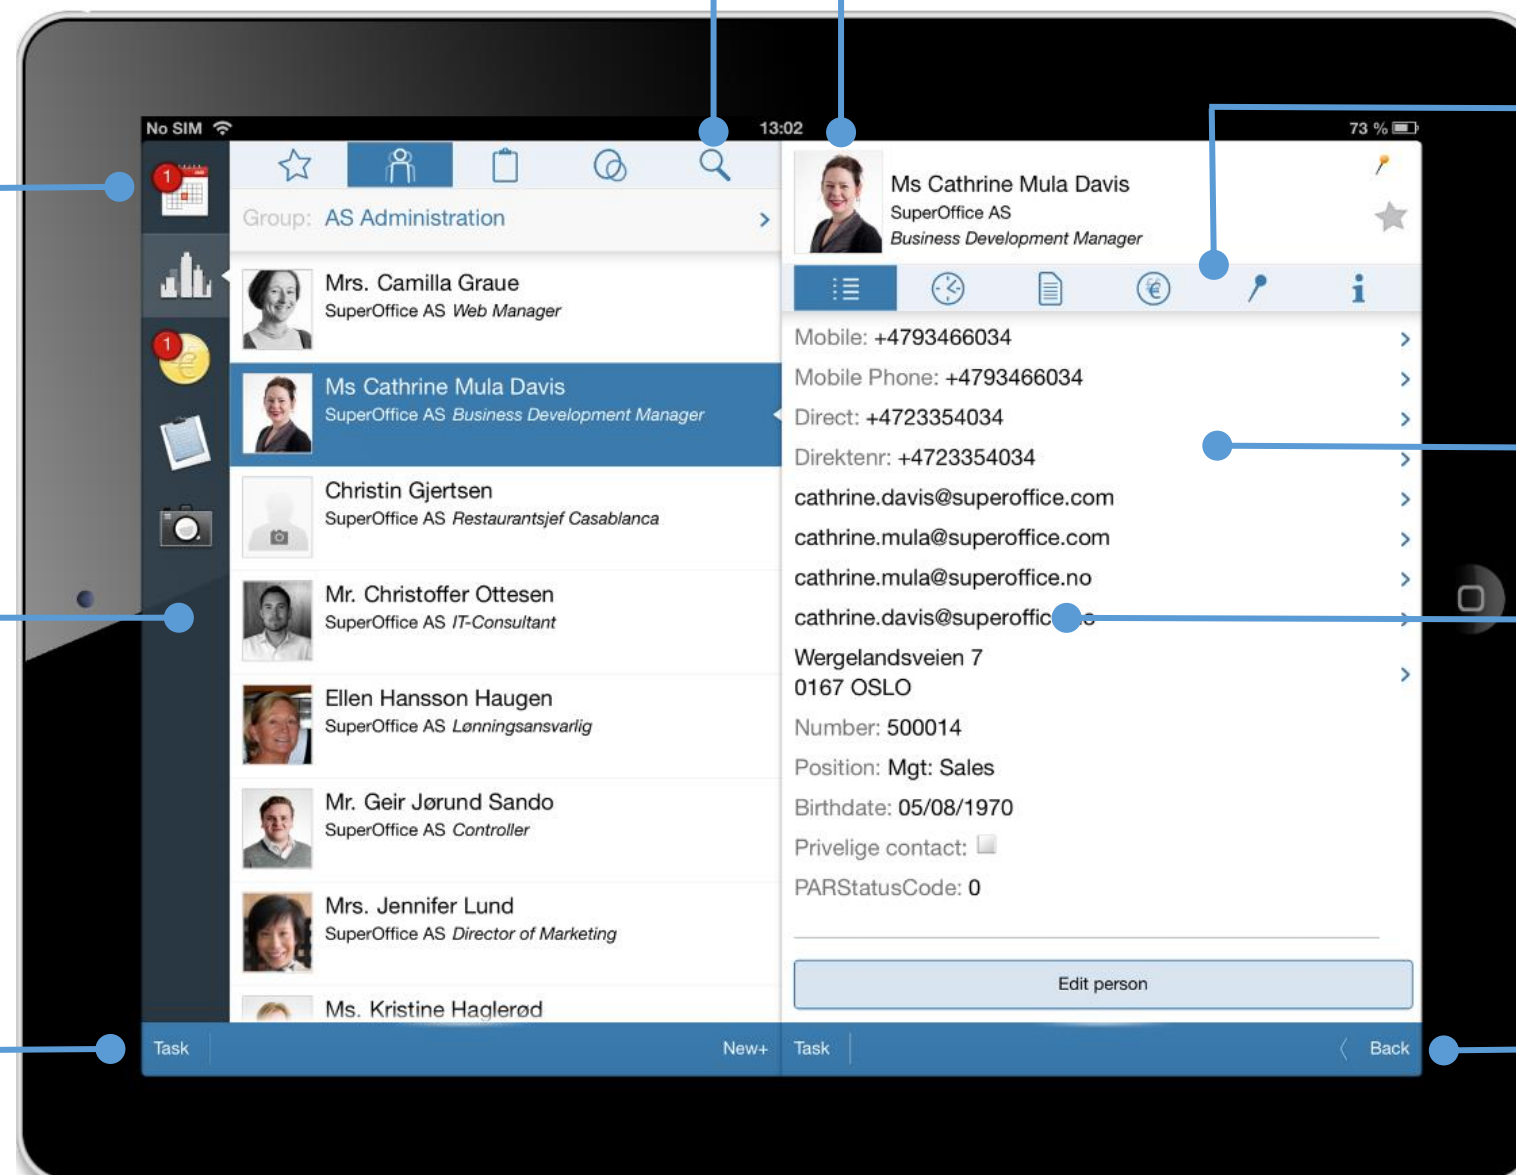 No SIM
13:02
73 %
1
Group: AS Administration
Mrs. Camilla Graue
SuperOffice AS Web Manager
1
Ms Cathrine Mula Davis
SuperOffice AS Business Development Manager
Christin Gjertsen
SuperOffice AS Restaurantsjef Casablanca
Mr. Christoffer Ottesen
SuperOffice AS IT-Consultant
Ellen Hansson Haugen
SuperOffice AS Lønningsansvarlig
Mr. Geir Jørund Sando
SuperOffice AS Controller
Mrs. Jennifer Lund
SuperOffice AS Director of Marketing
Ms. Kristine Haglerød
Task
New+
Ms Cathrine Mula Davis
SuperOffice AS
Business Development Manager
Mobile: +4793466034
Mobile Phone: +4793466034
Direct: +4723354034
Direktenr: +4723354034
cathrine.davis@superoffice.com
cathrine.mula@superoffice.com
cathrine.mula@superoffice.no
Wergelandsveien 7
0167 OSLO
Number: 500014
Position: Mgt: Sales
Birthdate: 05/08/1970
Privelige contact:
PARStatusCode: 0
Edit person
Task
Back